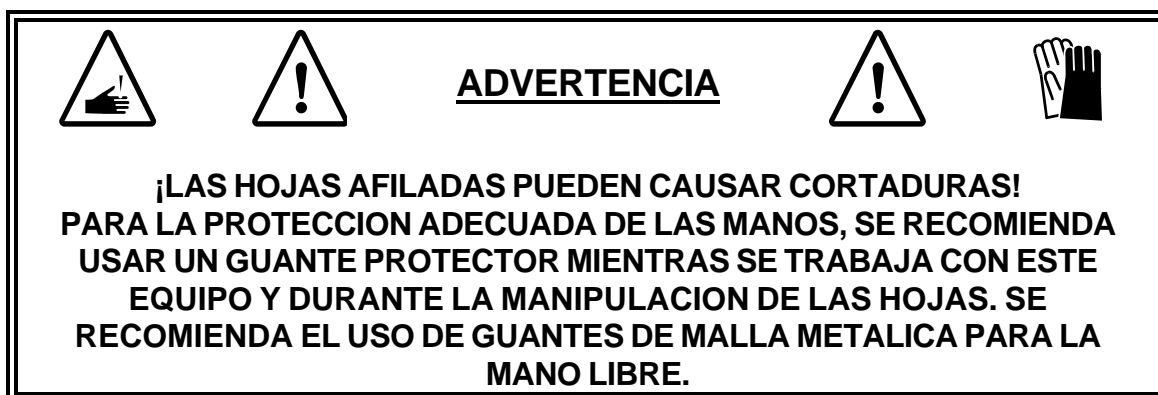 ADVERTENCIA
¡LAS HOJAS AFILADAS PUEDEN CAUSAR CORTADURAS!
PARA LA PROTECCION ADECUADA DE LAS MANOS, SE RECOMIENDA
USAR UN GUANTE PROTECTOR MIENTRAS SE TRABAJA CON ESTE
EQUIPO Y DURANTE LA MANIPULACION DE LAS HOJAS. SE
RECOMIENDA EL USO DE GUANTES DE MALLA METALICA PARA LA
MANO LIBRE.